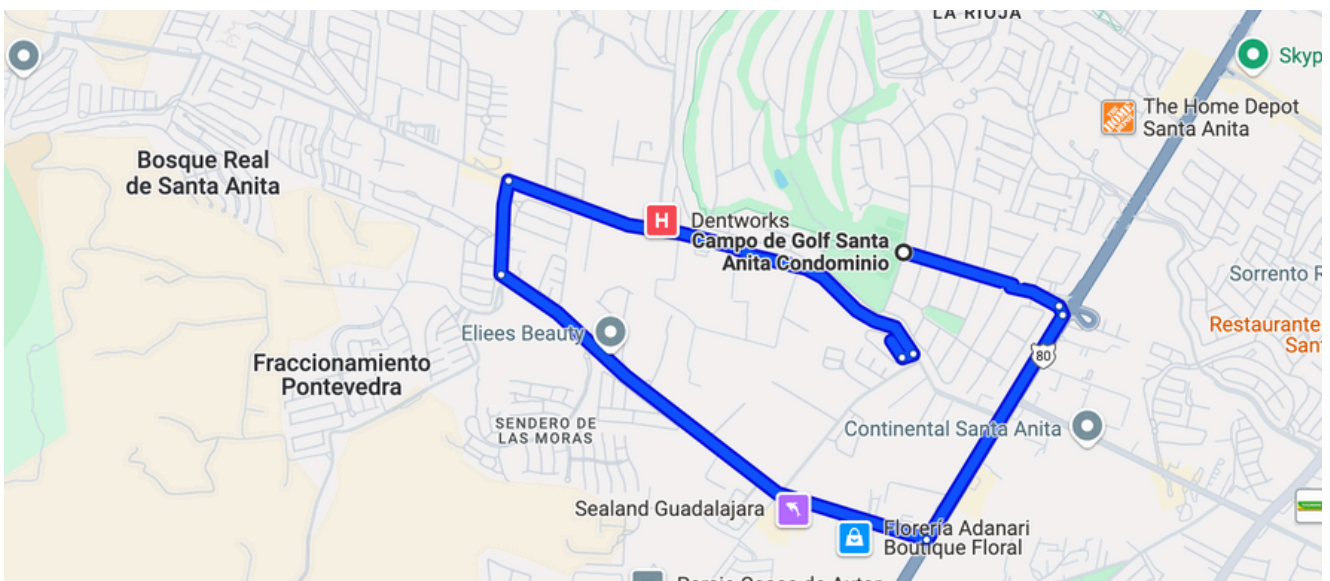 LA RIOJA
Skyp
The Home Depot
Santa Anita
Bosque Real
de Santa Anita
Dentworks
Campo de Golf Santa
Anita Condominio
Sorrento R
Eliees Beauty
Restaurante
Sant
80
Fraccionamiento
Pontevedra
SENDERO DE
LAS MORAS
Continental Santa Anita
Sealand Guadalajara
Florería Adanari
Boutique Floral